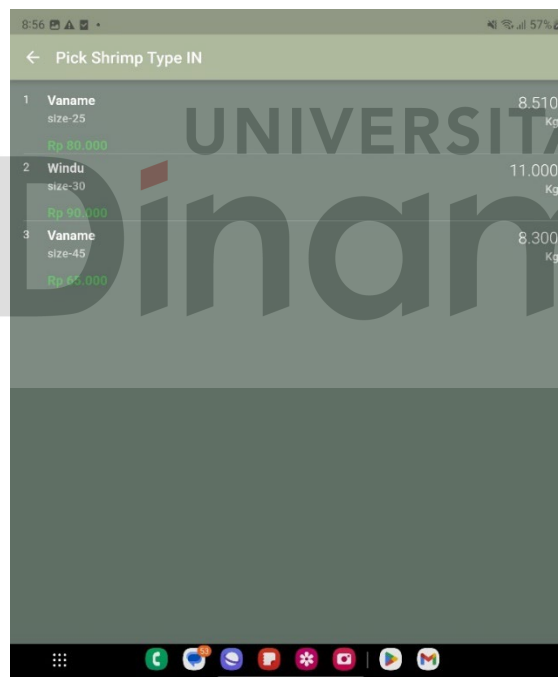 8:56
57%
Pick Shrimp Type IN
1 Vaname 8.510
size-25 Kg
Rp 80.000
2 Windu 11.000
size-30 Kg
Rp 90.000
3 Vaname 8.300
size-45 Kg
Rp 65.000
UNIVERSITA
Dinam
53